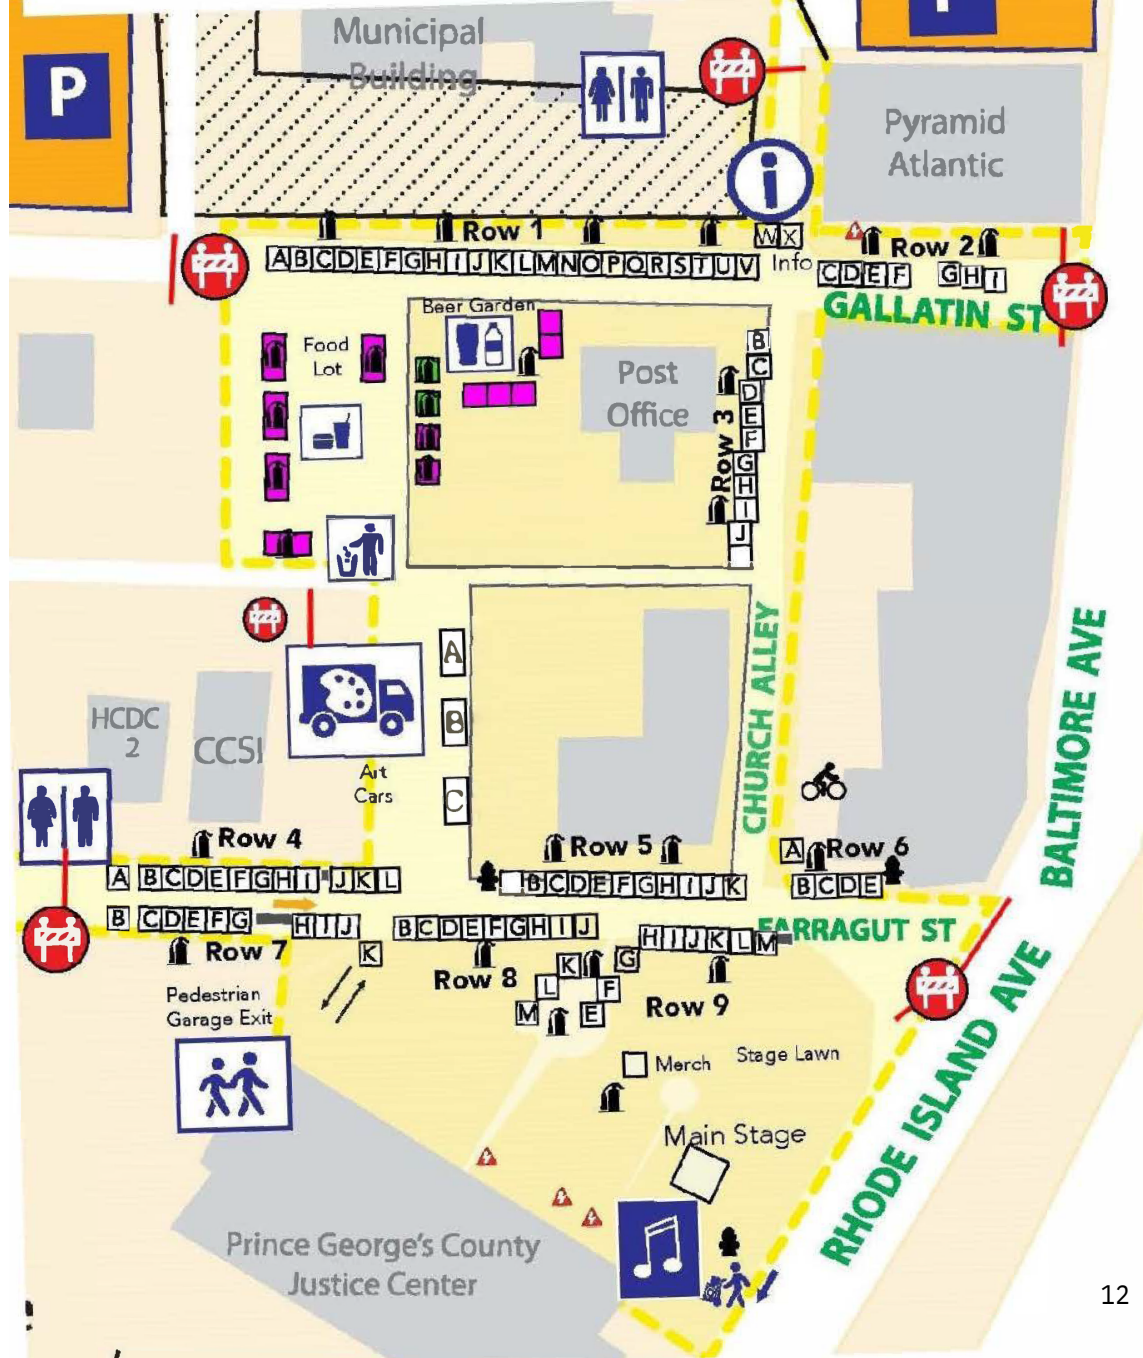 P
P
Municipal
Building
Pyramid
Atlantic
i
Row 1
A B C D E F G H I J K L M N O P Q R S T U V
W X
Info
Row 2
C D E F G H I
GALLATIN ST
Beer Garden
Food
Lot
Post
Office
Row 3
B
C
D
E
F
G
H
I
J
A
B
C
HCDC
2
CCSI
Art
Cars
CHURCH ALLEY
BALTIMORE AVE
Row 4
A B C D E F G H I J K L
Row 5
B C D E F G H I J K
A
Row 6
B C D E
B C D E F G H I J
K
Row 7
B C D E F G H I J
Row 8
H I J K L M
G
K
L
F
M
E
Row 9
FARRAGUT ST
RHODE ISLAND AVE
Pedestrian
Garage Exit
Merch
Stage Lawn
Main Stage
Prince George's County
Justice Center
12